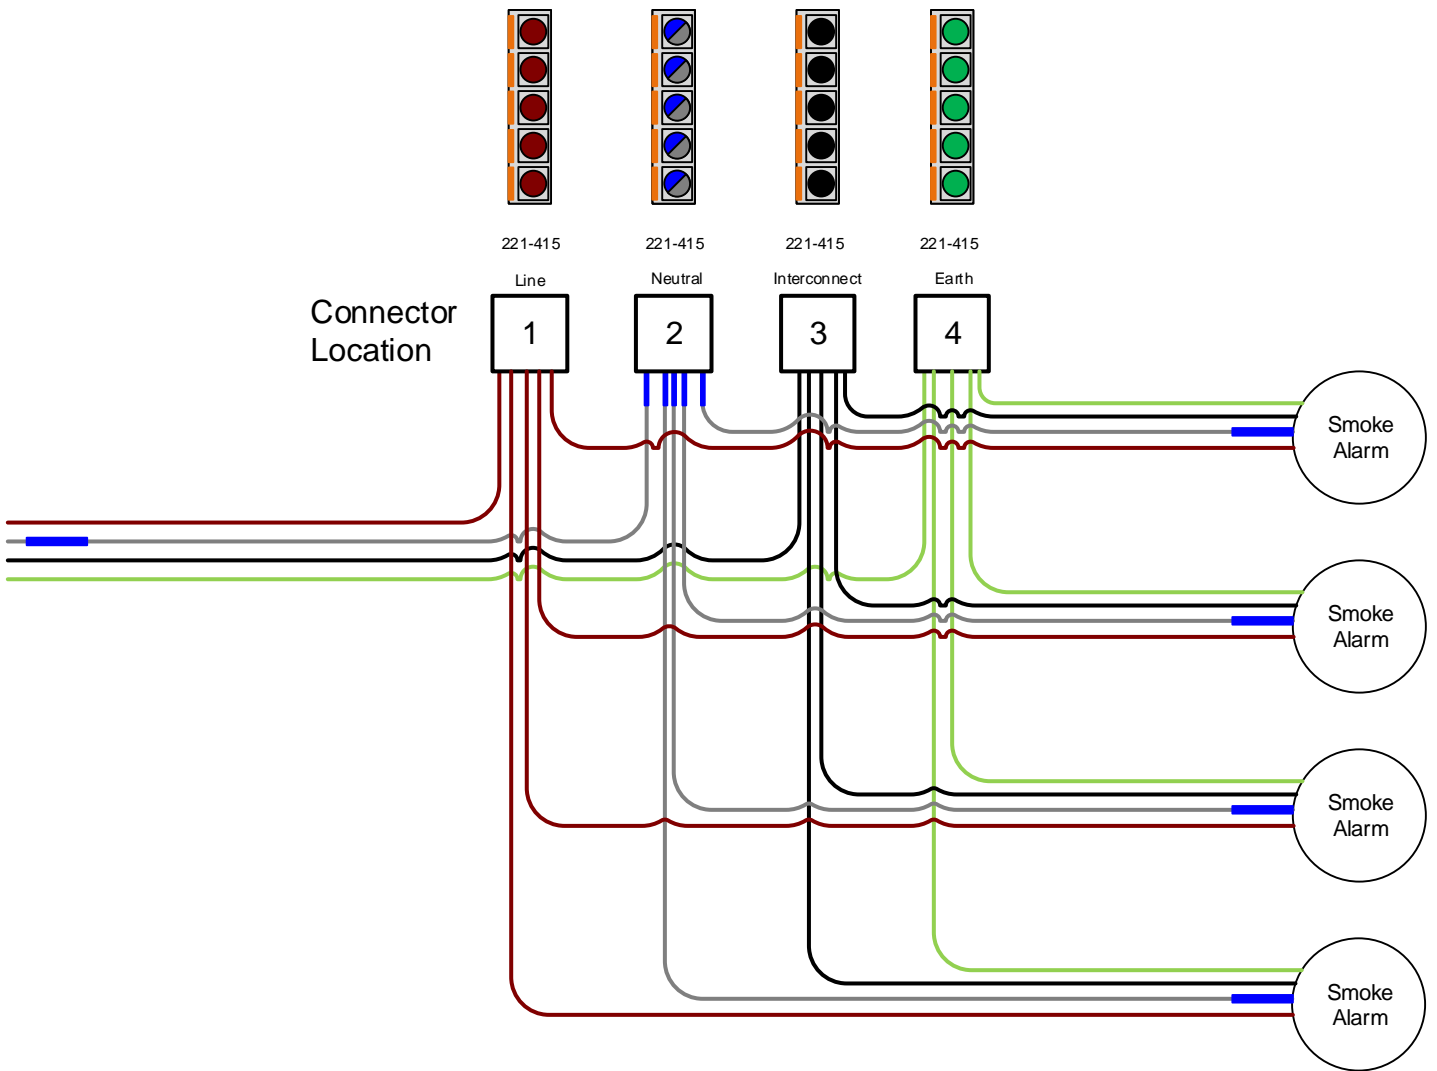 221-415
221-415
221-415
221-415
Line
Neutral
Interconnect
Earth
Connector
Location
1
2
3
4
Smoke
Alarm
Smoke
Alarm
Smoke
Alarm
Smoke
Alarm